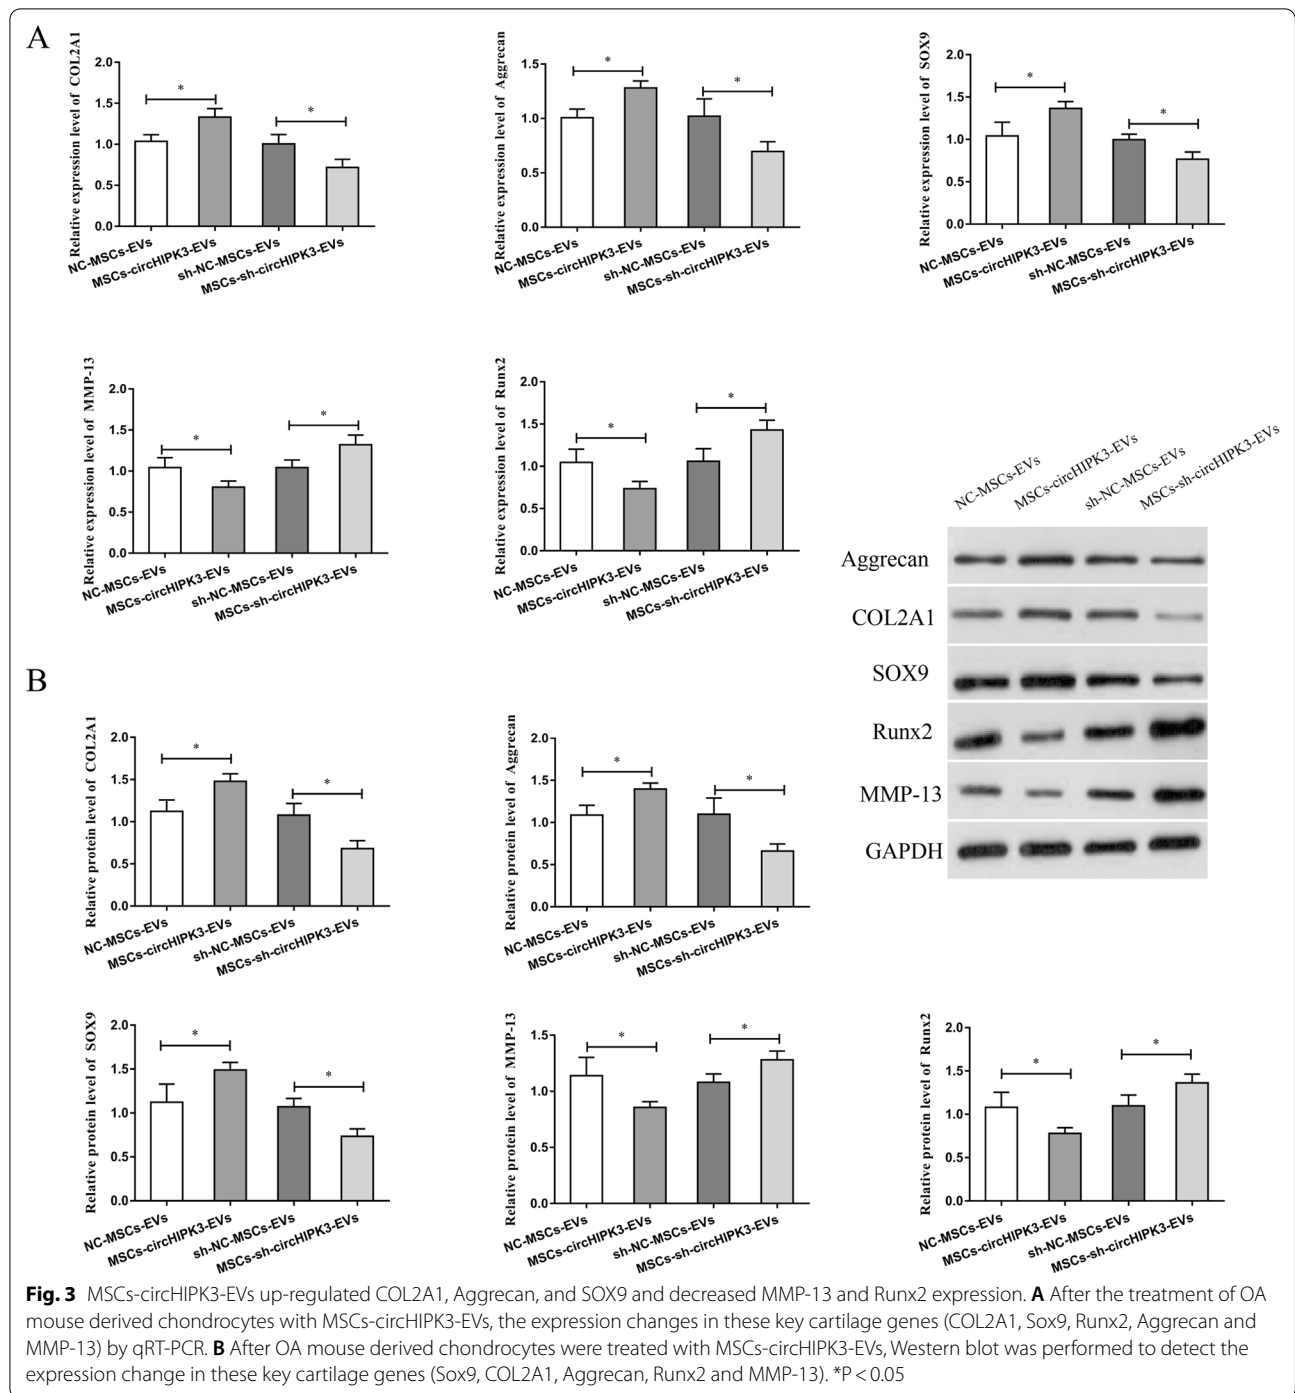 A
Relative expression level of COL2A1
2.0
1.5
1.0
0.5
0.0
*
*
NC-MSCs-EVs
MSCs-circHIPK3-EVs
sh-NC-MSCs-EVs
MSCs-sh-circHIPK3-EVs
Relative expression level of Aggrecan
1.5
1.0
0.5
0.0
*
*
NC-MSCs-EVs
MSCs-circHIPK3-EVs
sh-NC-MSCs-EVs
MSCs-sh-circHIPK3-EVs
Relative expression level of SOX9
2.0
1.5
1.0
0.5
0.0
*
*
NC-MSCs-EVs
MSCs-circHIPK3-EVs
sh-NC-MSCs-EVs
MSCs-sh-circHIPK3-EVs
Relative expression level of MMP-13
2.0
1.5
1.0
0.5
0.0
*
*
NC-MSCs-EVs
MSCs-circHIPK3-EVs
sh-NC-MSCs-EVs
MSCs-sh-circHIPK3-EVs
Relative expression level of Runx2
2.0
1.5
1.0
0.5
0.0
*
*
NC-MSCs-EVs
MSCs-circHIPK3-EVs
sh-NC-MSCs-EVs
MSCs-sh-circHIPK3-EVs
NC-MSCs-EVs
MSCs-circHIPK3-EVs
sh-NC-MSCs-EVs
MSCs-sh-circHIPK3-EVs
Aggrecan
COL2A1
SOX9
Runx2
MMP-13
GAPDH
B
Relative protein level of COL2A1
2.0
1.5
1.0
0.5
0.0
*
*
NC-MSCs-EVs
MSCs-circHIPK3-EVs
sh-NC-MSCs-EVs
MSCs-sh-circHIPK3-EVs
Relative protein level of Aggrecan
2.0
1.5
1.0
0.5
0.0
*
*
NC-MSCs-EVs
MSCs-circHIPK3-EVs
sh-NC-MSCs-EVs
MSCs-sh-circHIPK3-EVs
Relative protein level of SOX9
2.0
1.5
1.0
0.5
0.0
*
*
NC-MSCs-EVs
MSCs-circHIPK3-EVs
sh-NC-MSCs-EVs
MSCs-sh-circHIPK3-EVs
Relative protein level of MMP-13
1.5
1.0
0.5
0.0
*
*
NC-MSCs-EVs
MSCs-circHIPK3-EVs
sh-NC-MSCs-EVs
MSCs-sh-circHIPK3-EVs
Relative protein level of Runx2
2.0
1.5
1.0
0.5
0.0
*
*
NC-MSCs-EVs
MSCs-circHIPK3-EVs
sh-NC-MSCs-EVs
MSCs-sh-circHIPK3-EVs
Fig. 3 MSCs-circHIPK3-EVs up-regulated COL2A1, Aggrecan, and SOX9 and decreased MMP-13 and Runx2 expression. A After the treatment of OA
mouse derived chondrocytes with MSCs-circHIPK3-EVs, the expression changes in these key cartilage genes (COL2A1, Sox9, Runx2, Aggrecan and
MMP-13) by qRT-PCR. B After OA mouse derived chondrocytes were treated with MSCs-circHIPK3-EVs, Western blot was performed to detect the
expression change in these key cartilage genes (Sox9, COL2A1, Aggrecan, Runx2 and MMP-13). *P < 0.05